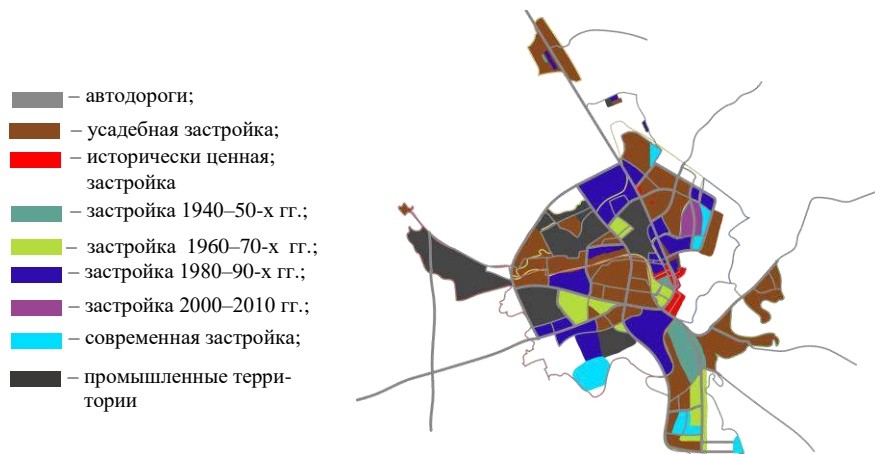 – автодороги;
– усадебная застройка;
– исторически ценная;
застройка
– застройка 1940–50-х гг.;
– застройка 1960–70-х гг.;
– застройка 1980–90-х гг.;
– застройка 2000–2010 гг.;
– современная застройка;
– промышленные терри-
тории